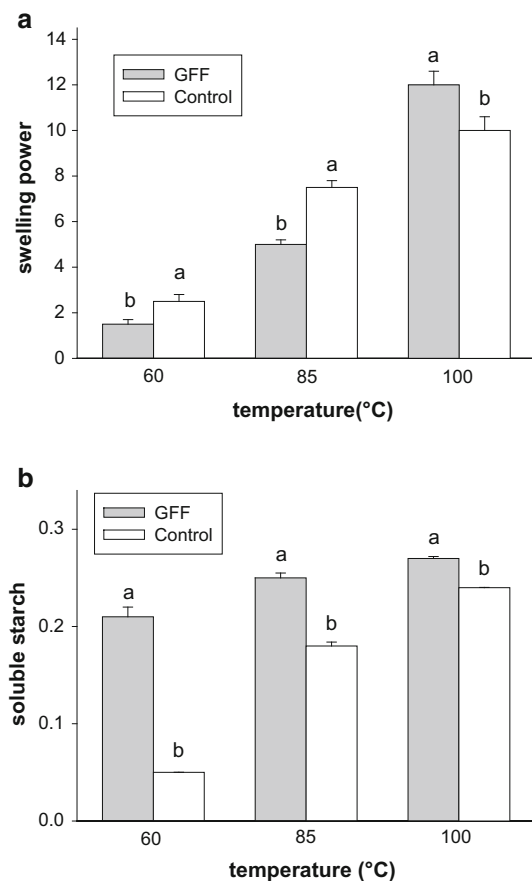 a
14
12
10
8
6
4
2
0
swelling power
GFF
Control
b
a
b
a
a
b
60
85
100
temperature(°C)
b
0.3
0.2
0.1
0.0
soluble starch
GFF
Control
a
b
a
b
a
b
60
85
100
temperature (°C)